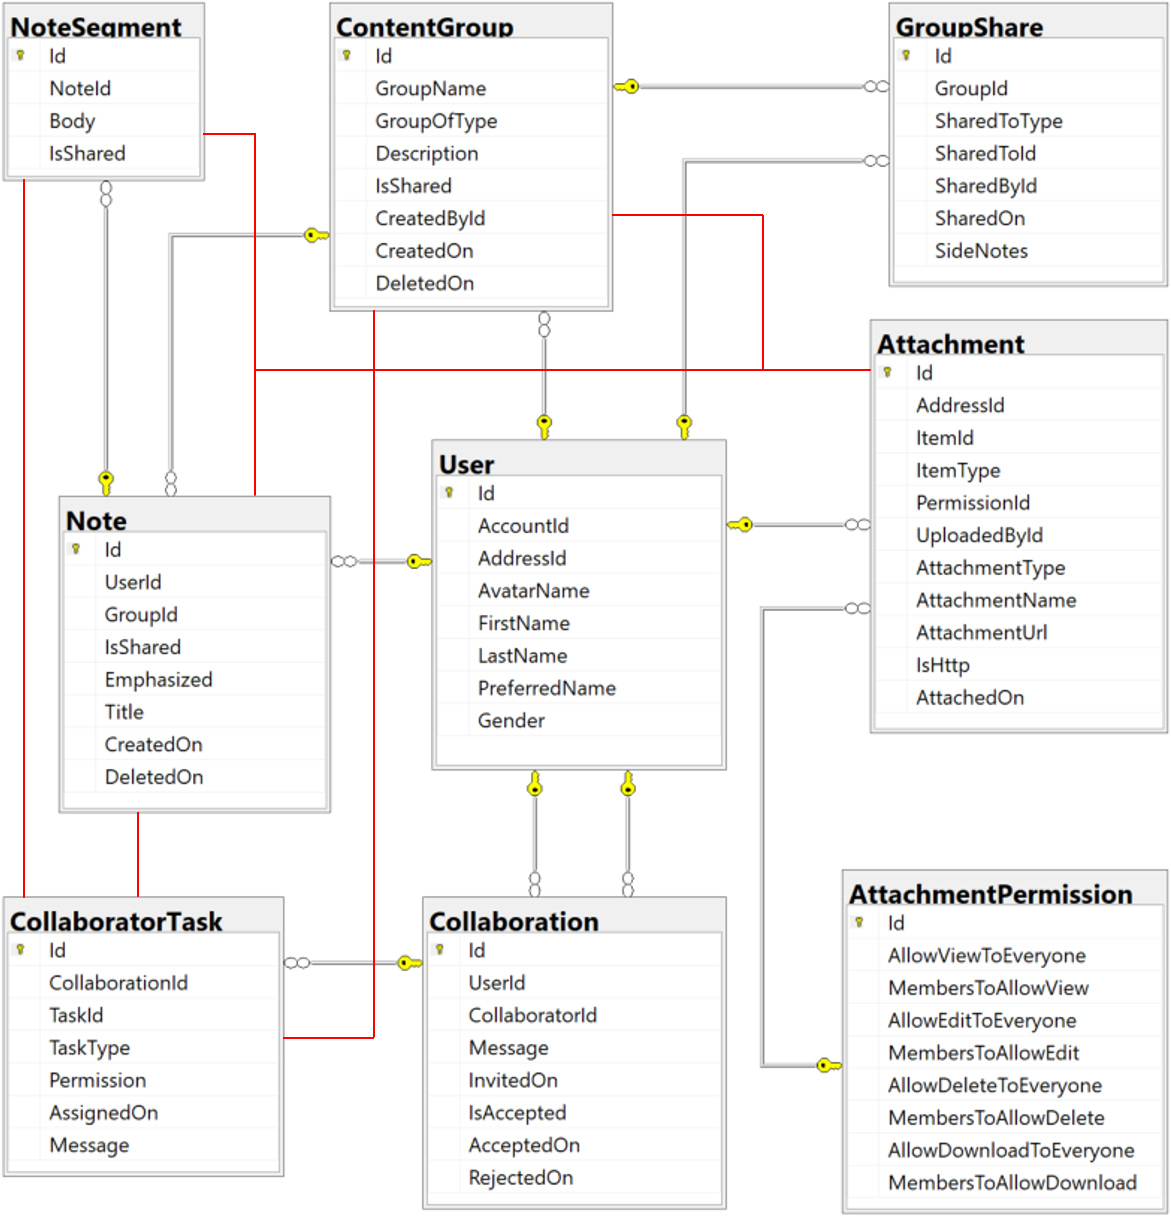 NoteSegment
Id
NoteId
Body
IsShared
ContentGroup
Id
GroupName
GroupOfType
Description
IsShared
CreatedById
CreatedOn
DeletedOn
GroupShare
Id
GroupId
SharedToType
SharedToId
SharedById
SharedOn
SideNotes
Attachment
Id
AddressId
ItemId
ItemType
PermissionId
UploadedById
AttachmentType
AttachmentName
AttachmentUrl
IsHttp
AttachedOn
User
Id
AccountId
AddressId
AvatarName
FirstName
LastName
PreferredName
Gender
Note
Id
UserId
GroupId
IsShared
Emphasized
Title
CreatedOn
DeletedOn
CollaboratorTask
Id
CollaborationId
TaskId
TaskType
Permission
AssignedOn
Message
Collaboration
Id
UserId
CollaboratorId
Message
InvitedOn
IsAccepted
AcceptedOn
RejectedOn
AttachmentPermission
Id
AllowViewToEveryone
MembersToAllowView
AllowEditToEveryone
MembersToAllowEdit
AllowDeleteToEveryone
MembersToAllowDelete
AllowDownloadToEveryone
MembersToAllowDownload